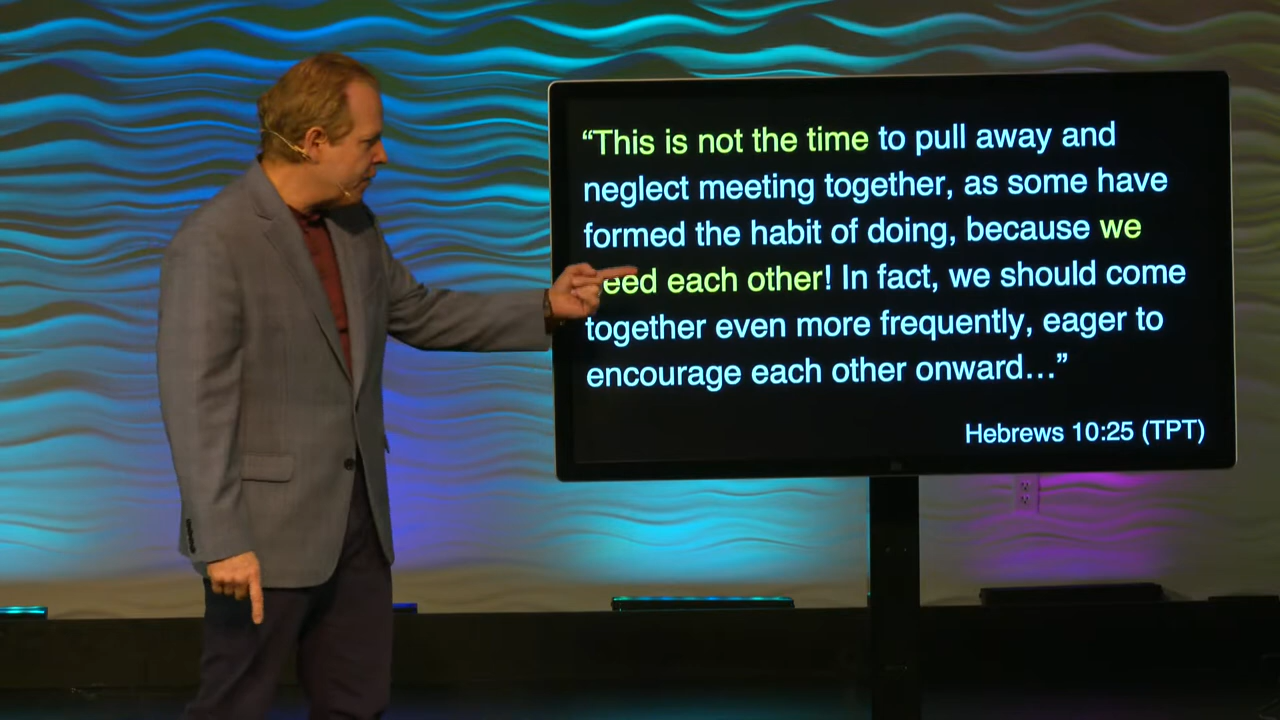 “This is not the time to pull away and
neglect meeting together, as some have
formed the habit of doing, because we
need each other! In fact, we should come
together even more frequently, eager to
encourage each other onward…”
Hebrews 10:25 (TPT)